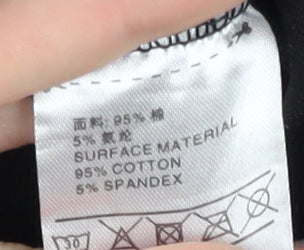 面料: 95% 棉
5% 氨纶
SURFACE MATERIAL
95% COTTON
5% SPANDEX
30